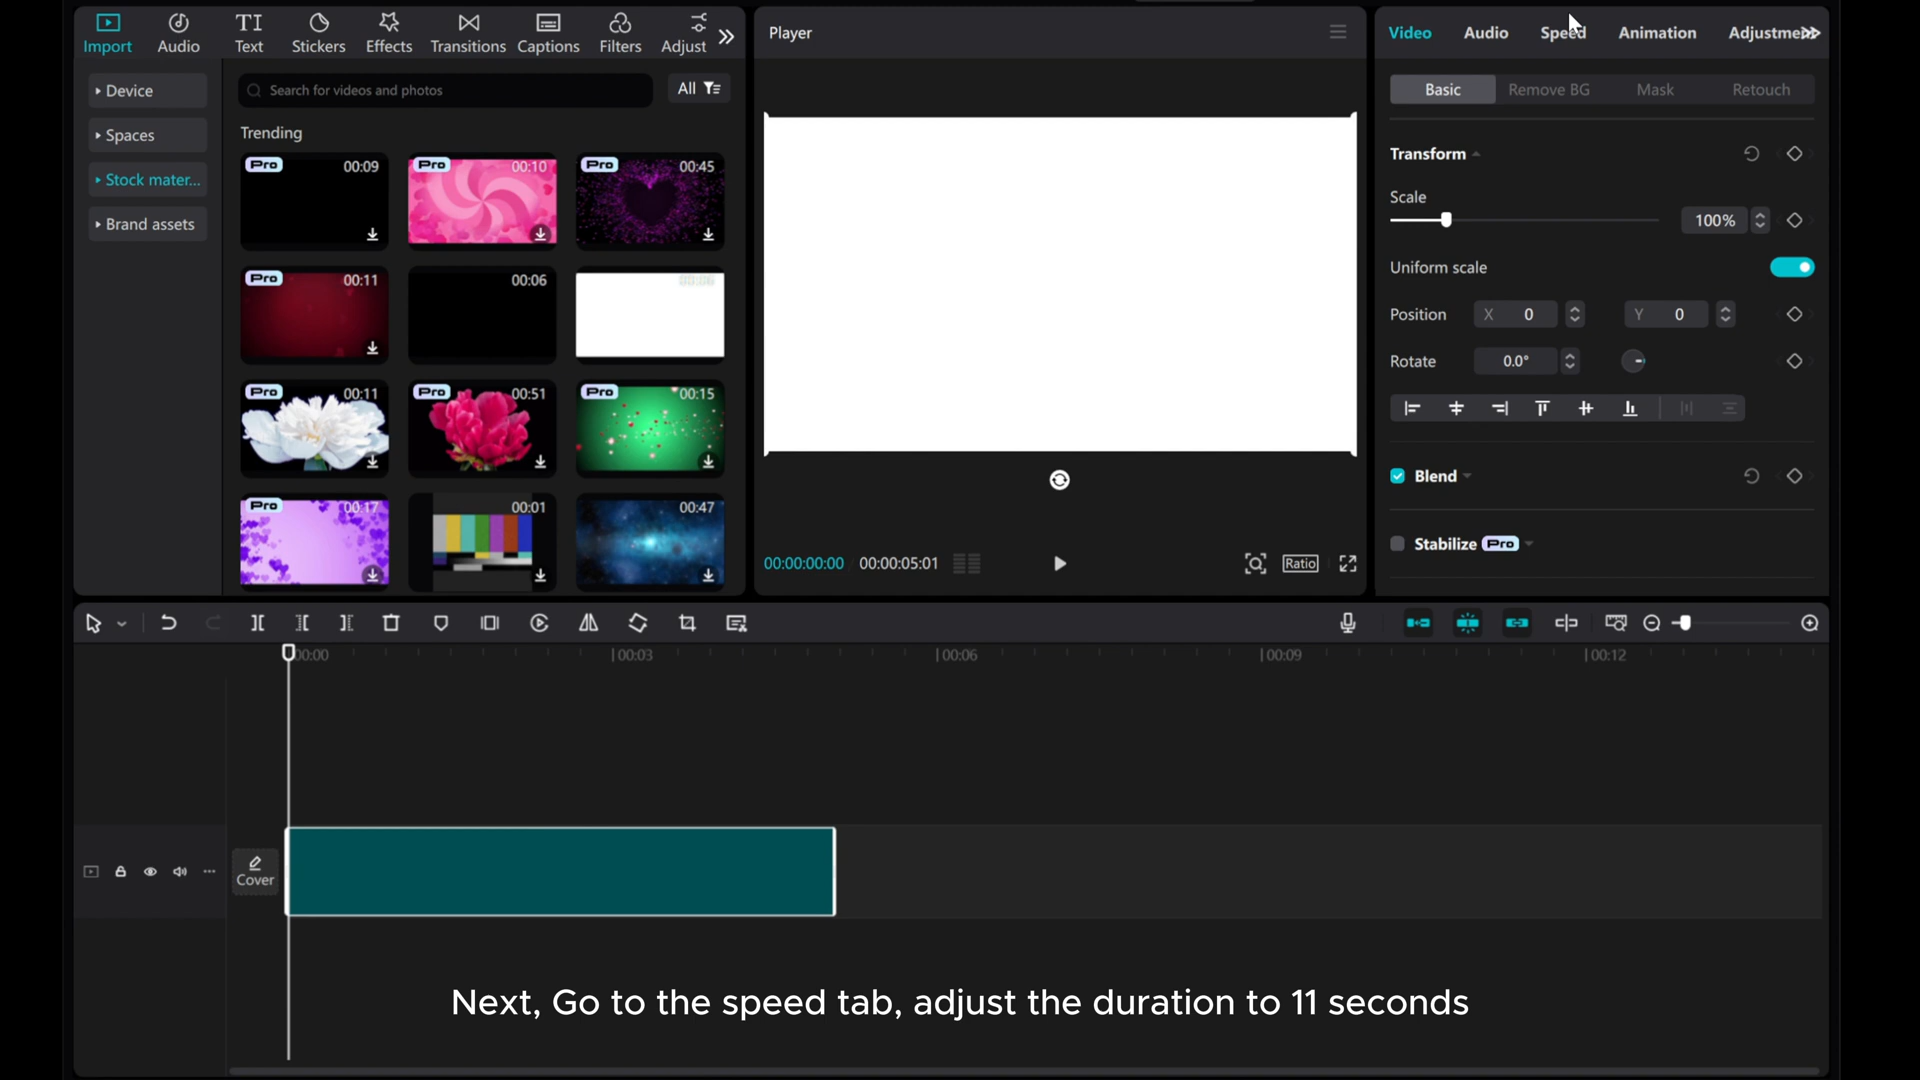 Import
Audio
Text
Stickers
Effects
Transitions
Captions
Filters
Adjust
Device
Spaces
Stock mater...
Brand assets
Search for videos and photos
All
Trending
Pro 00:09
Pro 00:10
Pro 00:45
Pro 00:11
00:06
Pro 00:11
Pro 00:51
Pro 00:15
Pro 00:17
00:01
00:47
Player
00:00:00:00 00:00:05:01
Ratio
Video
Audio
Speed
Animation
Basic
Remove BG
Mask
Retouch
Transform
Scale
100%
Uniform scale
Position X 0 Y 0
Rotate 0.0°
Blend
Stabilize Pro
00:00
00:03
00:06
00:09
00:12
Cover
Next, Go to the speed tab, adjust the duration to 11 seconds